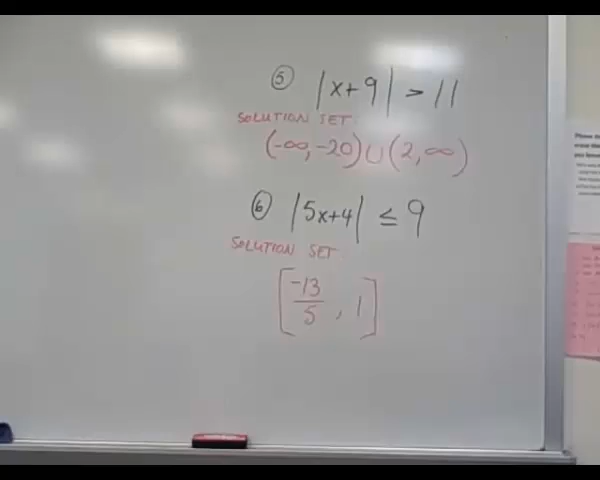 ⑤ |x+9| > 11
SOLUTION SET
(-∞, -20) ∪ (2, ∞)
⑥ |5x+4| ≤ 9
SOLUTION SET
[-13/5, 1]